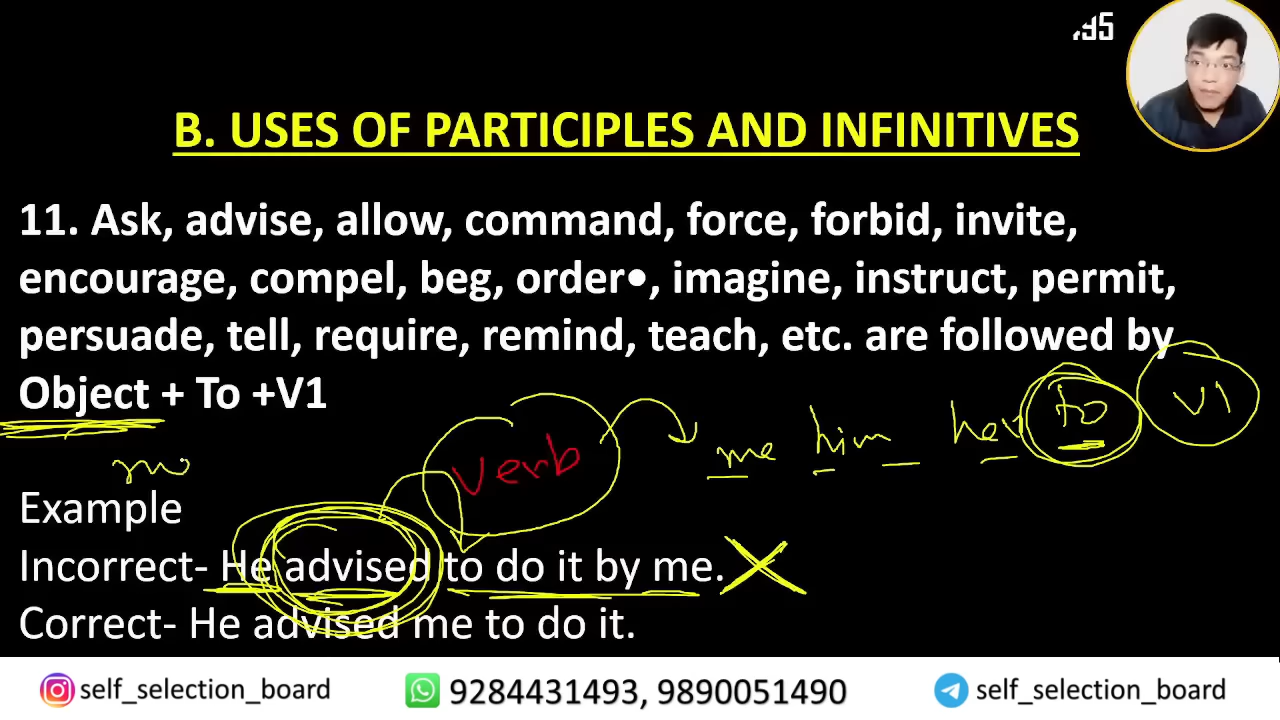 B. USES OF PARTICIPLES AND INFINITIVES
11. Ask, advise, allow, command, force, forbid, invite,
encourage, compel, beg, order•, imagine, instruct, permit,
persuade, tell, require, remind, teach, etc. are followed by
Object + To +V1
verb me him her to V1
Example
Incorrect- He advised to do it by me.
Correct- He advised me to do it.
self_selection_board 9284431493, 9890051490 self_selection_board